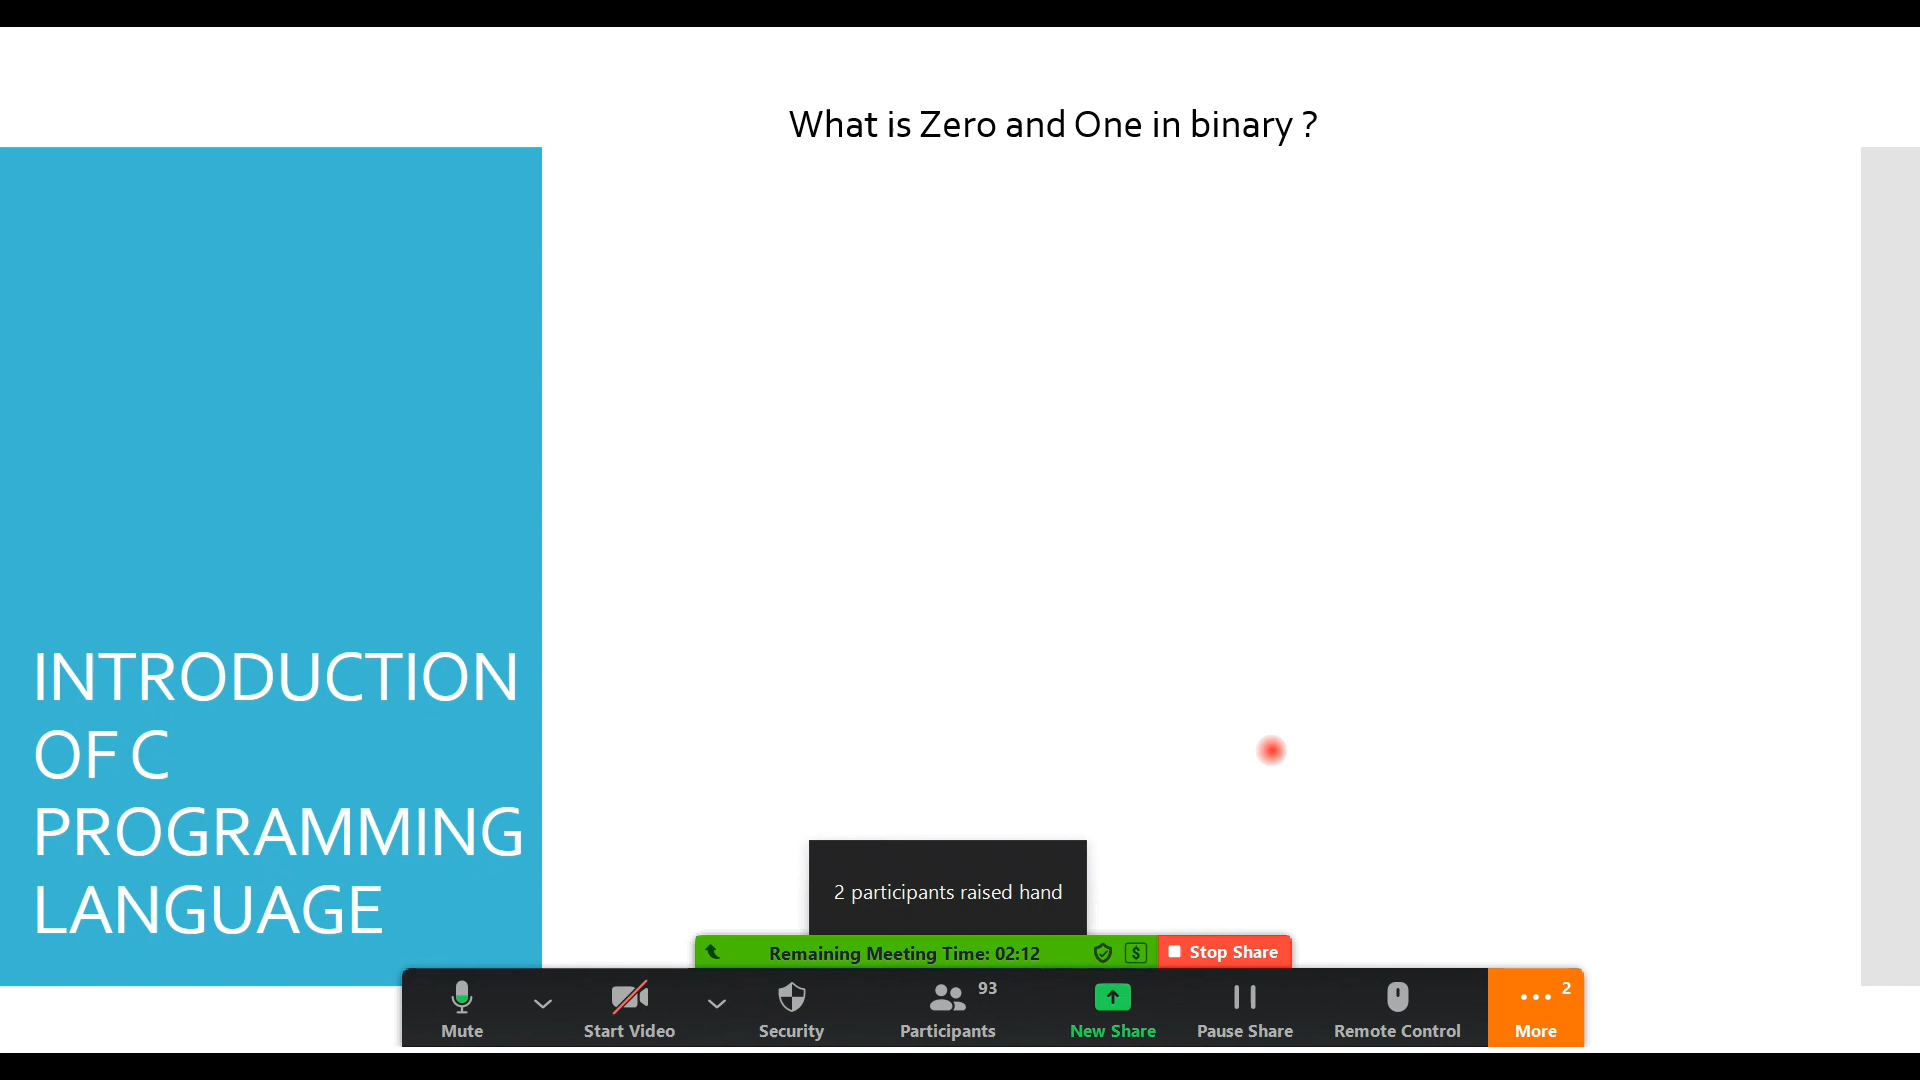 What is Zero and One in binary ?
INTRODUCTION
OF C
PROGRAMMING
LANGUAGE
2 participants raised hand
Remaining Meeting Time: 02:12
$
Stop Share
93
2
Mute
Start Video
Security
Participants
New Share
Pause Share
Remote Control
More